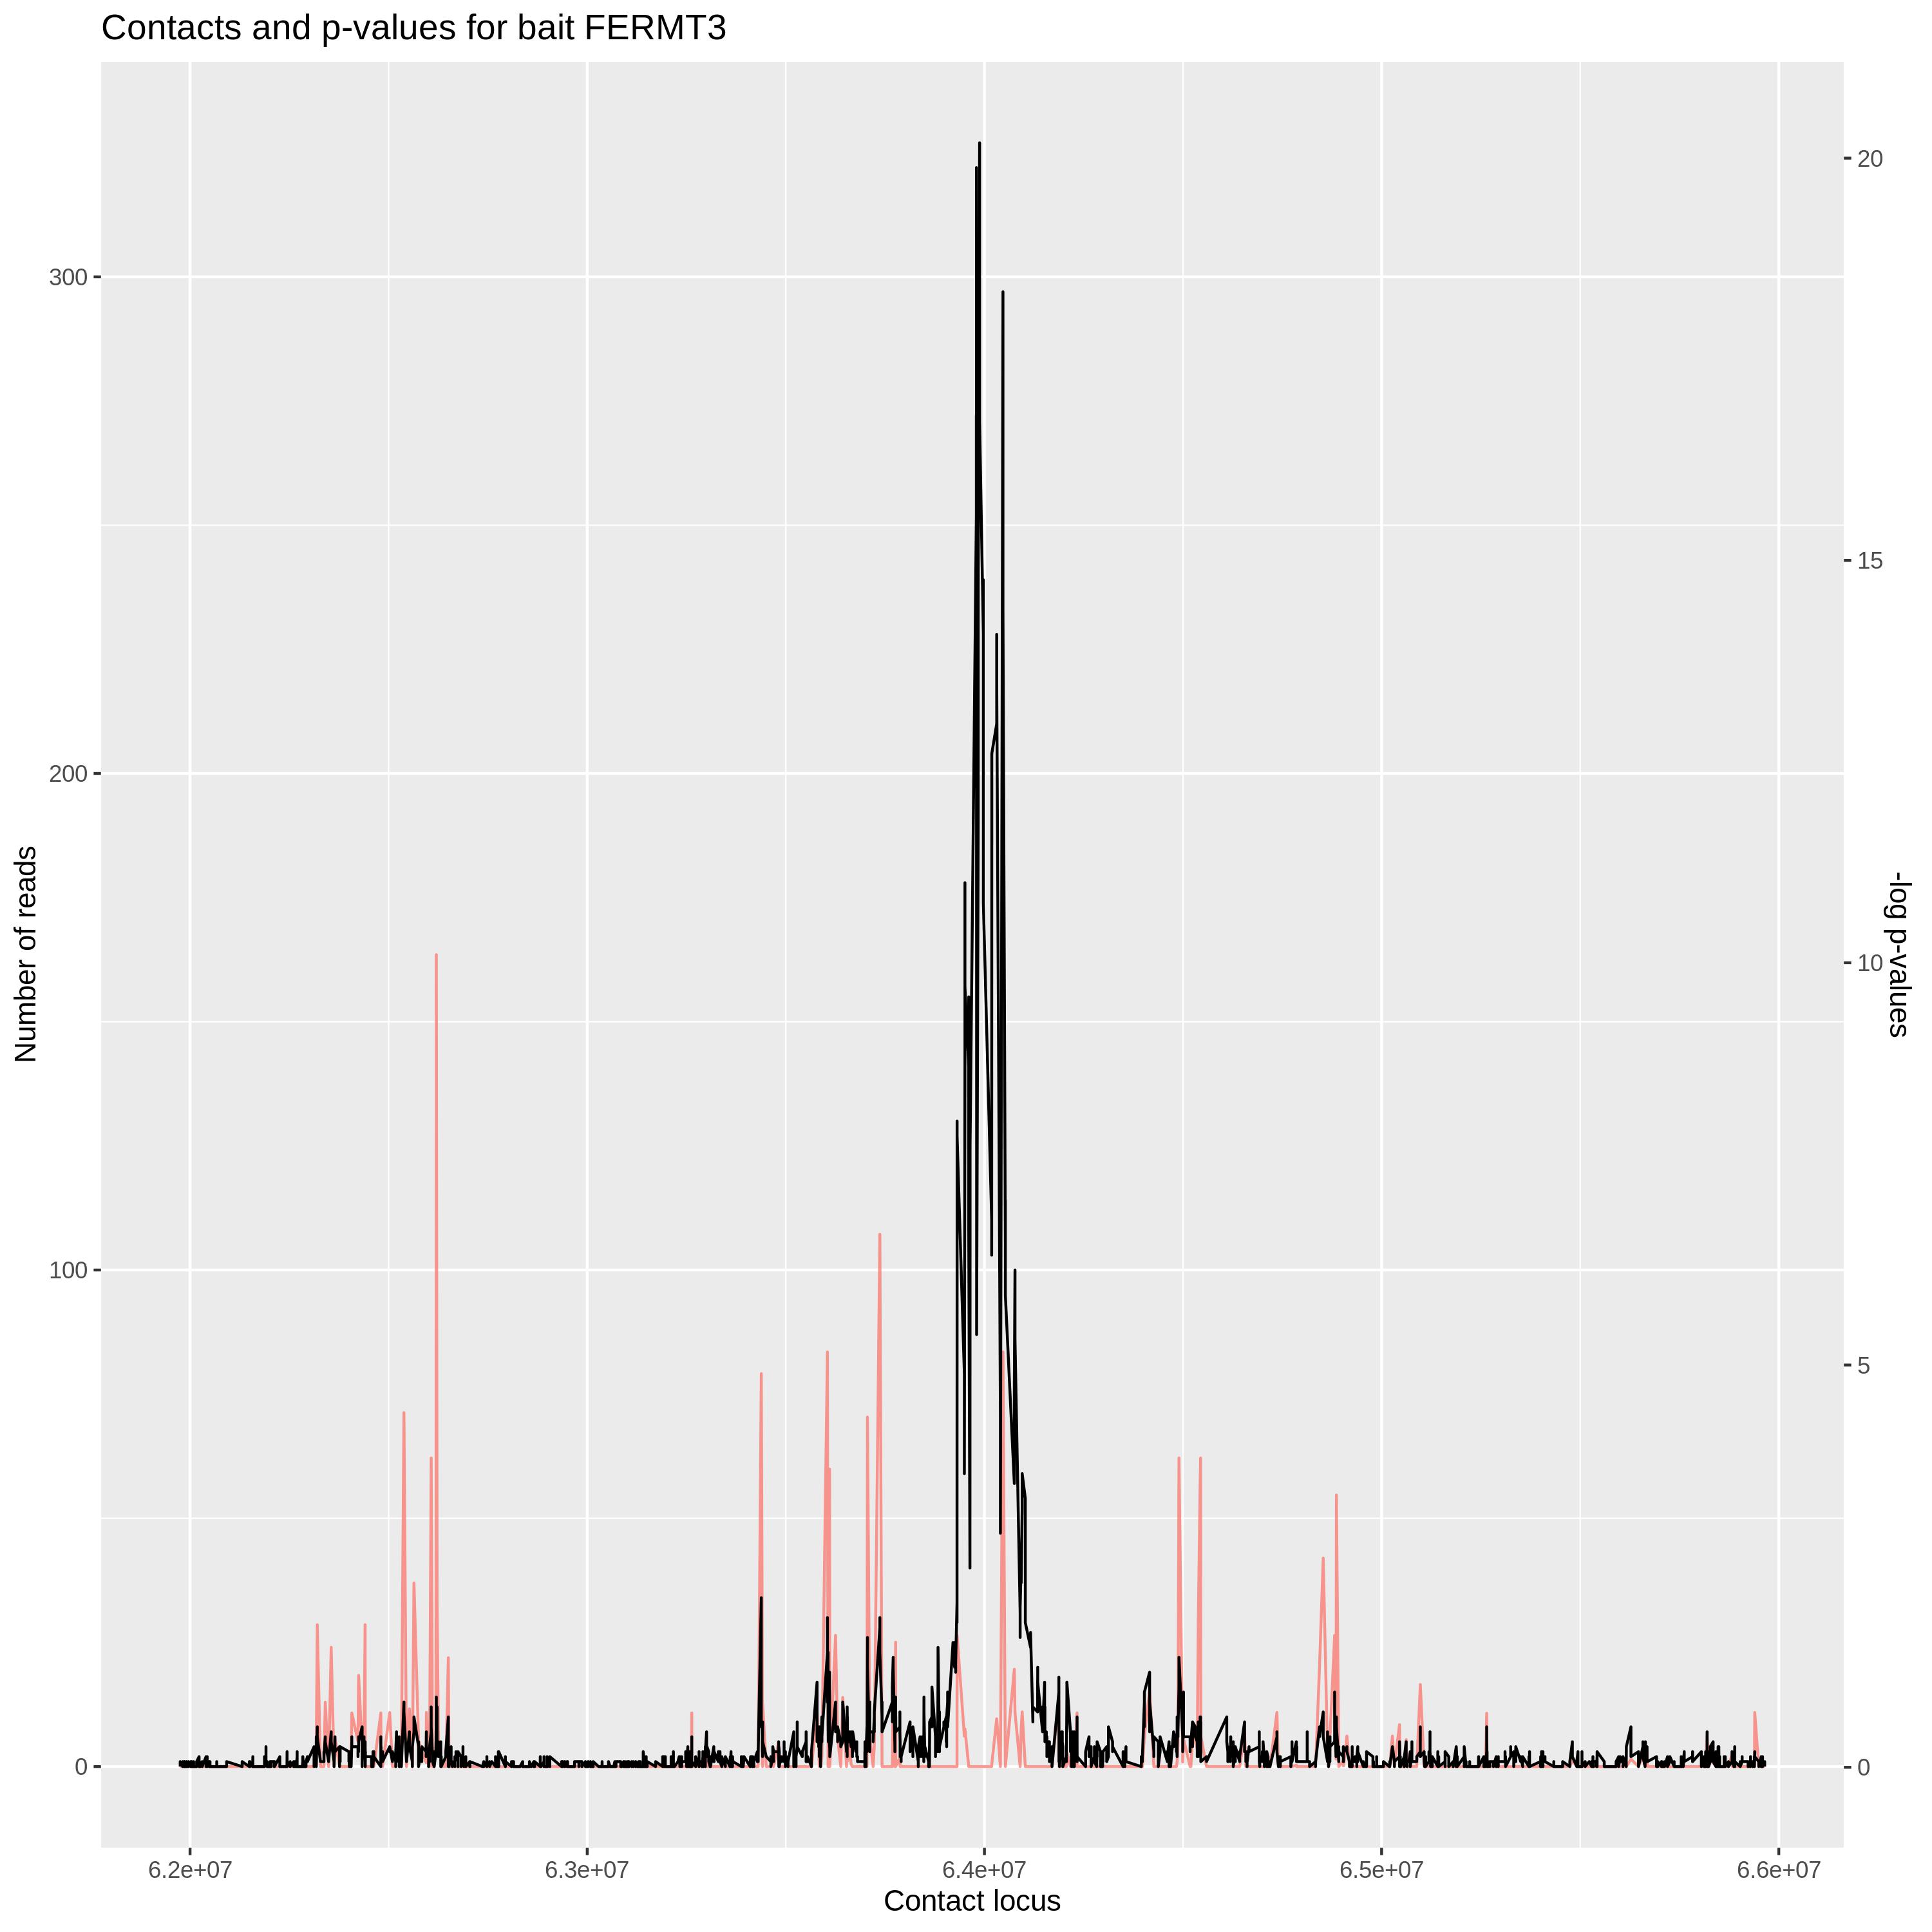 Contacts and p-values for bait FERMT3
300
200
100
0
Number of reads
20
15
10
5
0
-log p-values
6.2e+07
6.3e+07
6.4e+07
6.5e+07
6.6e+07
Contact locus